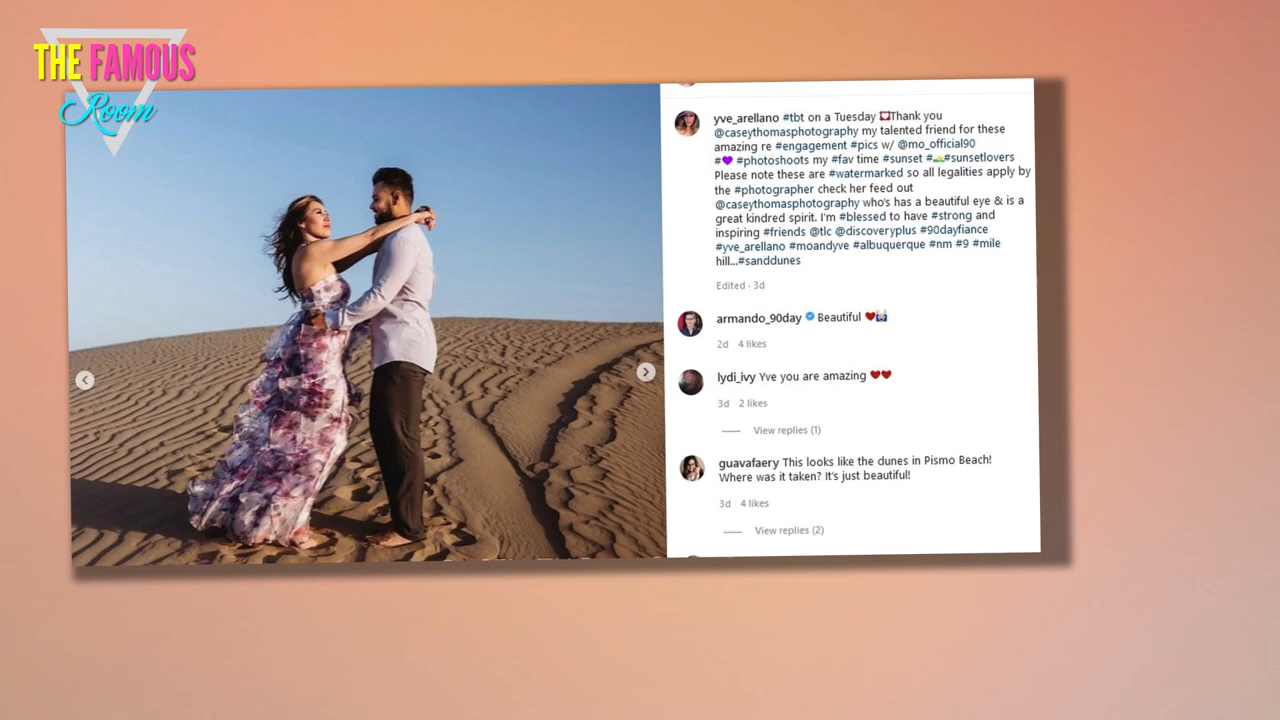 THE FAMOUS
Room
yve_arellano #tbt on a Tuesday 💟Thank you
@caseythomasphotography my talented friend for these
amazing re #engagement #pics w/ @mo_official90
#💜 #photoshoots my #fav time #sunset #🌄#sunsetlovers
Please note these are #watermarked so all legalities apply by
the #photographer check her feed out
@caseythomasphotography who's has a beautiful eye & is a
great kindred spirit. I'm #blessed to have #strong and
inspiring #friends @tlc @discoveryplus #90dayfiance
#yve_arellano #moandyve #albuquerque #nm #9 #mile
hill...#sanddunes
Edited · 3d
armando_90day Beautiful ❤️🙌
2d 4 likes
lydi_ivy Yve you are amazing ❤️❤️
3d 2 likes
View replies (1)
guavafaery This looks like the dunes in Pismo Beach!
Where was it taken? It's just beautiful!
3d 4 likes
View replies (2)